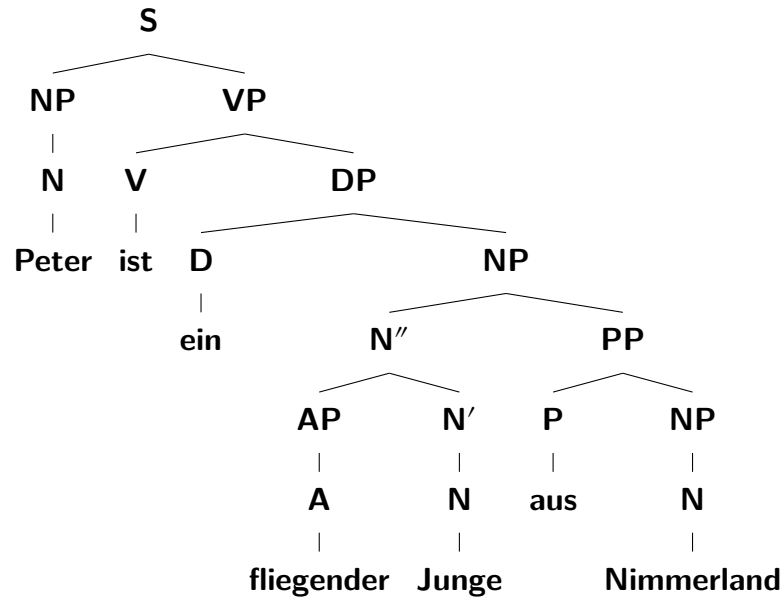 S
NP VP
N V DP
Peter ist D NP
ein N″ PP
AP N′ P NP
A N aus N
fliegender Junge Nimmerland